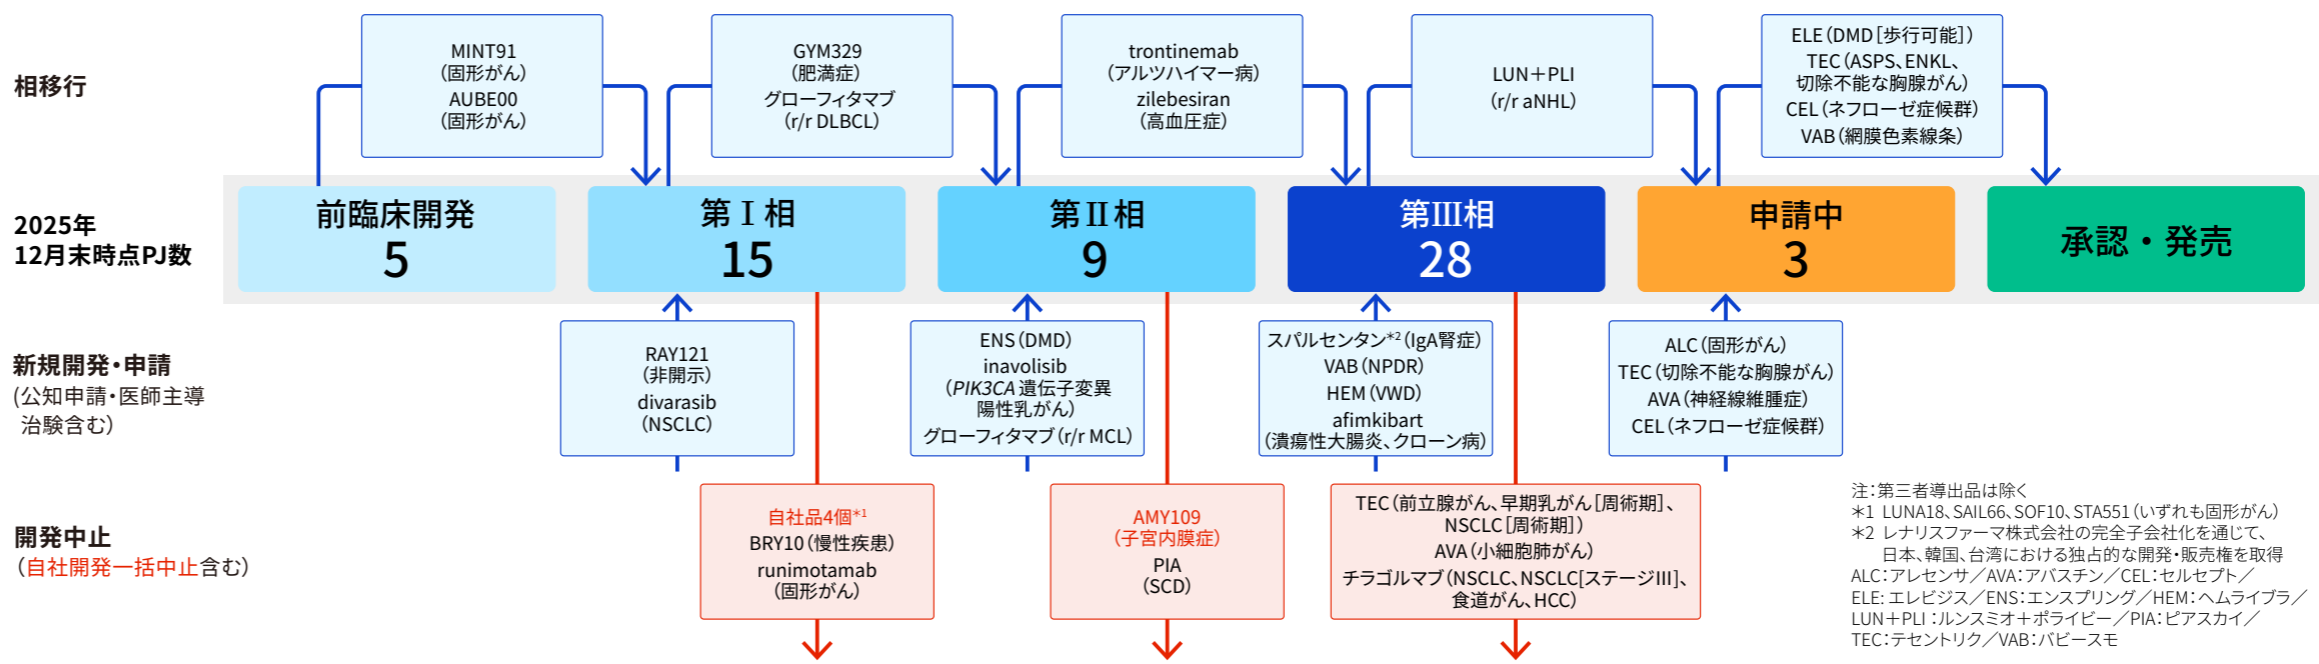 相移行
MINT91
（固形がん）
AUBE00
（固形がん）
GYM329
（肥満症）
グローフィタマブ
（r/r DLBCL）
trontinemab
（アルツハイマー病）
zilebesiran
（高血圧症）
LUN＋PLI
（r/r aNHL）
ELE（DMD［歩行可能］）
TEC（ASPS、ENKL、
切除不能な胸腺がん）
CEL（ネフローゼ症候群）
VAB（網膜色素線条）
2025年
12月末時点PJ数
前臨床開発
5
第Ⅰ相
15
第Ⅱ相
9
第Ⅲ相
28
申請中
3
承認・発売
新規開発・申請
(公知申請・医師主導
治験含む）
RAY121
（非開示）
divarasib
（NSCLC）
ENS（DMD）
inavolisib
（PIK3CA 遺伝子変異
陽性乳がん）
グローフィタマブ（r/r MCL）
スパルセンタン＊2（IgA腎症）
VAB（NPDR）
HEM（VWD）
afimkibart
（潰瘍性大腸炎、クローン病）
ALC（固形がん）
TEC（切除不能な胸腺がん）
AVA（神経線維腫症）
CEL（ネフローゼ症候群）
開発中止
（自社開発一括中止含む）
自社品4個＊1
BRY10（慢性疾患）
runimotamab
（固形がん）
AMY109
（子宮内膜症）
PIA
（SCD）
TEC（前立腺がん、早期乳がん［周術期］、
NSCLC［周術期］）
AVA（小細胞肺がん）
チラゴルマブ（NSCLC、NSCLC[ステージⅢ]、
食道がん、HCC）
注：第三者導出品は除く
＊1 LUNA18、SAIL66、SOF10、STA551（いずれも固形がん）
＊2 レナリスファーマ株式会社の完全子会社化を通じて、
日本、韓国、台湾における独占的な開発・販売権を取得
ALC：アレセンサ／AVA：アバスチン／CEL：セルセプト／
ELE: エレビジス／ENS：エンスプリング／HEM：ヘムライブラ／
LUN＋PLI：ルンスミオ＋ポライビー／PIA：ピアスカイ／
TEC：テセントリク／VAB：バビースモ